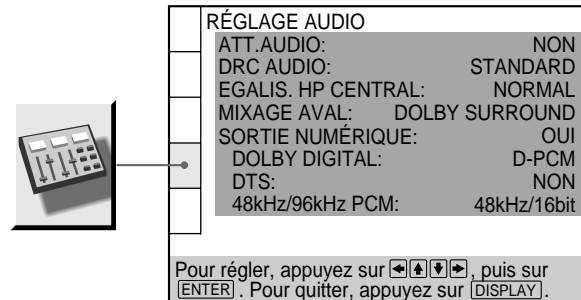 RÉGLAGE AUDIO
ATT.AUDIO: NON
DRC AUDIO: STANDARD
EGALIS. HP CENTRAL: NORMAL
MIXAGE AVAL: DOLBY SURROUND
SORTIE NUMÉRIQUE: OUI
DOLBY DIGITAL: D-PCM
DTS: NON
48kHz/96kHz PCM: 48kHz/16bit
Pour régler, appuyez sur ←↑↓→, puis sur
ENTER . Pour quitter, appuyez sur DISPLAY .